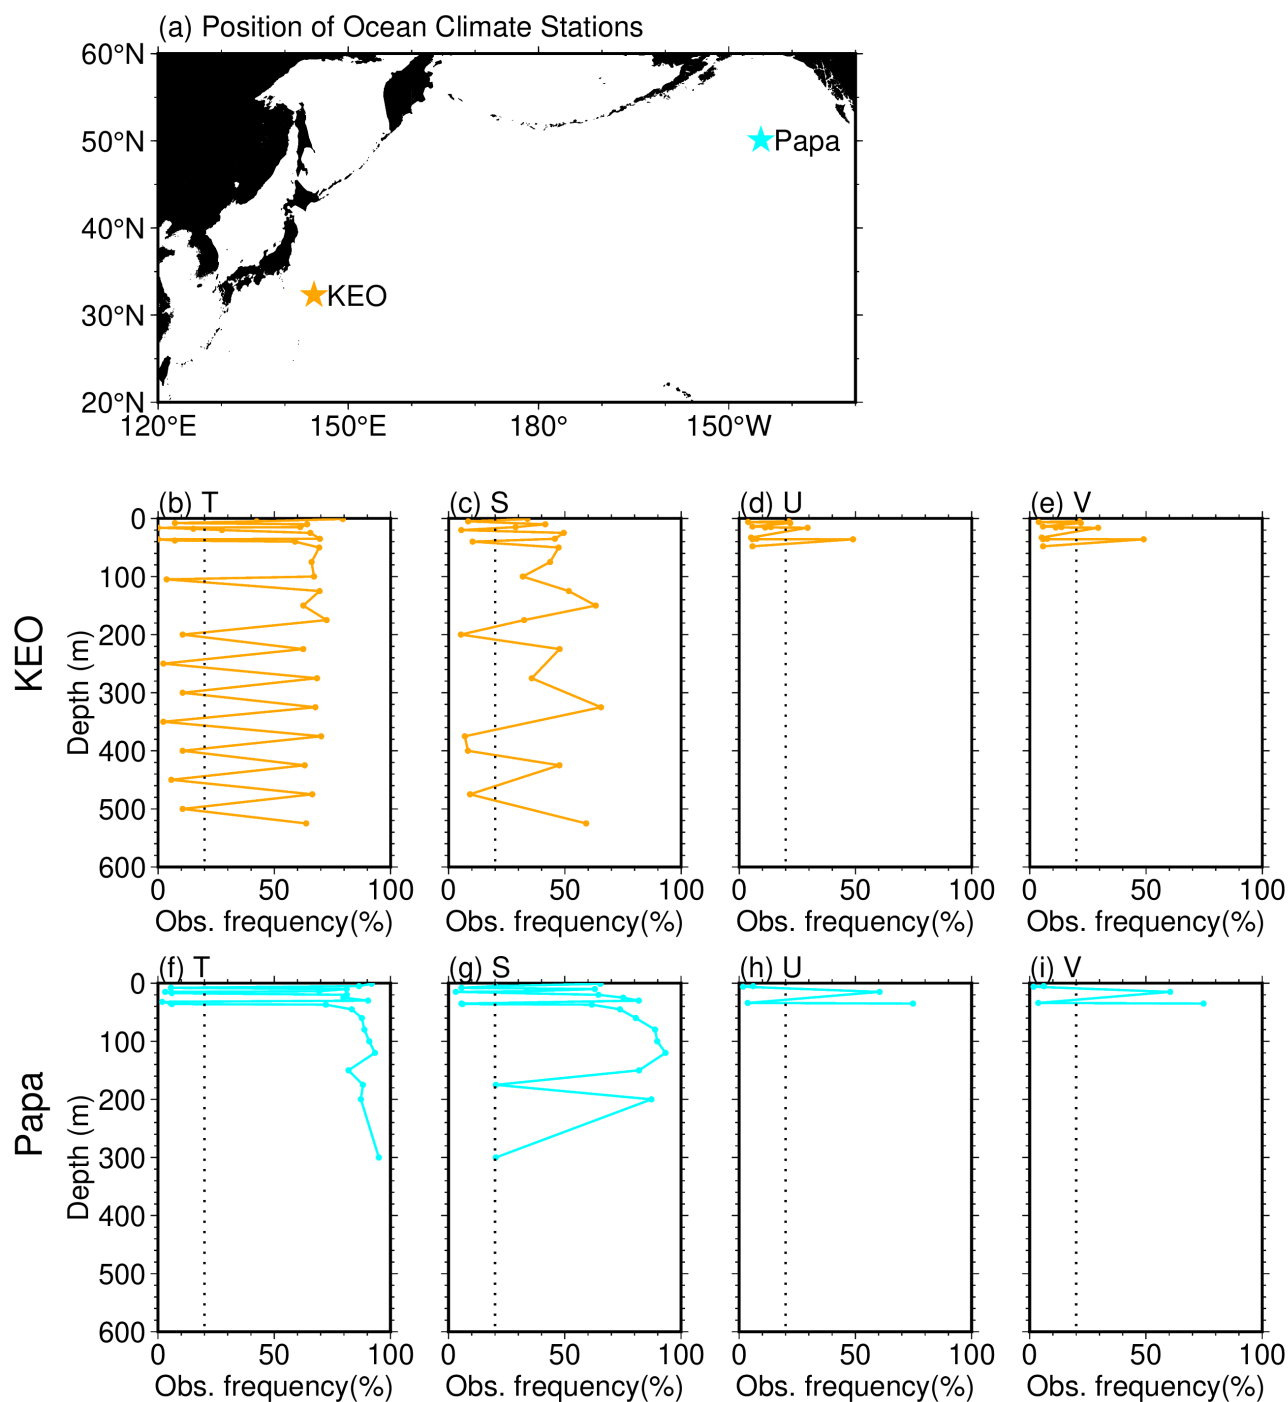 (a) Position of Ocean Climate Stations
60°N
50°N
40°N
30°N
20°N
120°E 150°E 180° 150°W
Papa
KEO
(b) T (c) S (d) U (e) V
KEO
Depth (m)
0
100
200
300
400
500
600
0 50 100 0 50 100 0 50 100 0 50 100
Obs. frequency(%) Obs. frequency(%) Obs. frequency(%) Obs. frequency(%)
(f) T (g) S (h) U (i) V
Papa
Depth (m)
0
100
200
300
400
500
600
0 50 100 0 50 100 0 50 100 0 50 100
Obs. frequency(%) Obs. frequency(%) Obs. frequency(%) Obs. frequency(%)